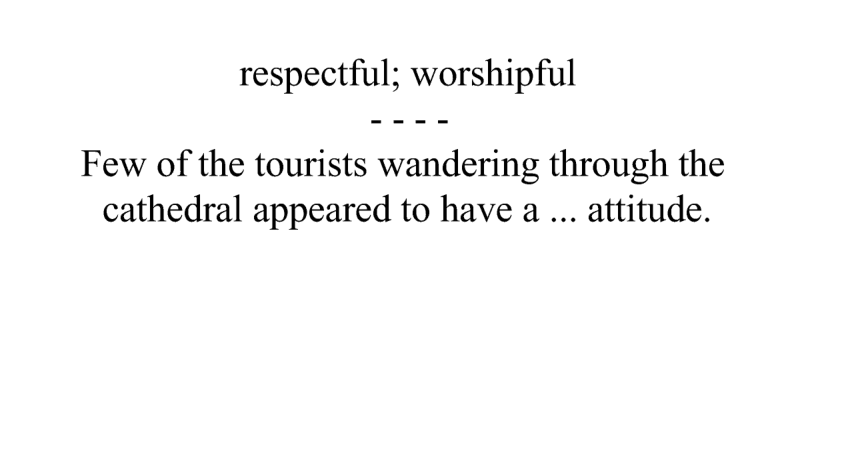 respectful; worshipful
- - - -
Few of the tourists wandering through the
cathedral appeared to have a ... attitude.